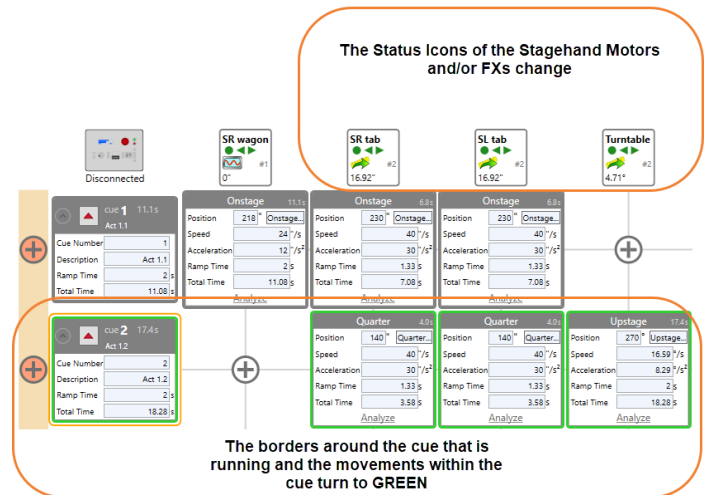 The Status Icons of the Stagehand Motors
and/or FXs change
Disconnected
SR wagon
#1
0"
SR tab
#2
16.92"
SL tab
#2
16.92"
Turntable
#2
4.71°
cue 1 11.1s
Act 1.1
Cue Number 1
Description Act 1.1
Ramp Time 2 s
Total Time 11.08 s
Onstage 11.1s
Position 218 " Onstage...
Speed 24 "/s
Acceleration 12 "/s²
Ramp Time 2 s
Total Time 11.08 s
Analyze
Onstage 6.8s
Position 230 " Onstage...
Speed 40 "/s
Acceleration 30 "/s²
Ramp Time 1.33 s
Total Time 7.08 s
Analyze
Onstage 6.8s
Position 230 " Onstage...
Speed 40 "/s
Acceleration 30 "/s²
Ramp Time 1.33 s
Total Time 7.08 s
Analyze
cue 2 17.4s
Act 1.2
Cue Number 2
Description Act 1.2
Ramp Time 2 s
Total Time 18.28 s
Quarter 4.0s
Position 140 " Quarter...
Speed 40 "/s
Acceleration 30 "/s²
Ramp Time 1.33 s
Total Time 3.58 s
Analyze
Quarter 4.0s
Position 140 " Quarter...
Speed 40 "/s
Acceleration 30 "/s²
Ramp Time 1.33 s
Total Time 3.58 s
Analyze
Upstage 17.4s
Position 270 ° Upstage...
Speed 16.59 °/s
Acceleration 8.29 °/s²
Ramp Time 2 s
Total Time 18.28 s
Analyze
The borders around the cue that is
running and the movements within the
cue turn to GREEN